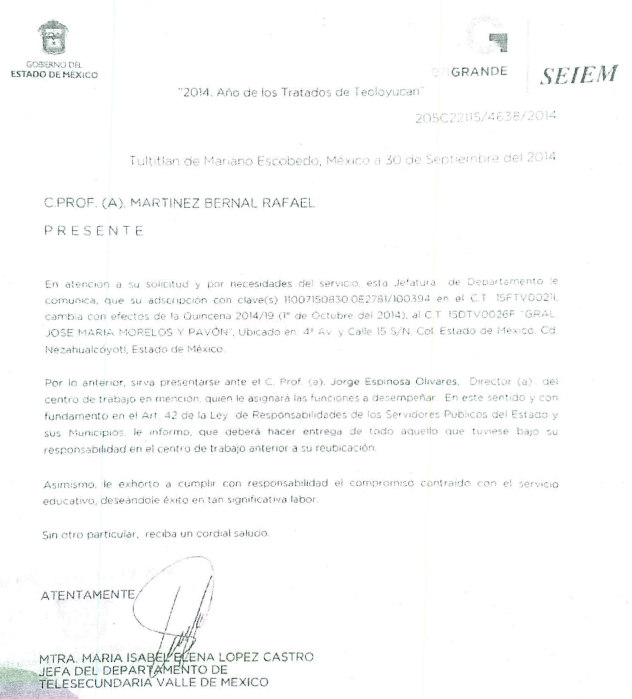 GOBIERNO DEL
ESTADO DE MÉXICO
GRANDE
SEIEM
"2014. Año de los Tratados de Teoloyucan"
205C22115/4638/2014
Tultitlan de Mariano Escobedo, México a 30 de Septiembre del 2014
C.PROF. (A). MARTINEZ BERNAL RAFAEL
P R E S E N T E
En atención a su solicitud y por necesidades del servicio, esta Jefatura de Departamento le
comunica, que su adscripción con clave(s) 11007150830.0E2781/100394 en el C.T. 15FTV0021I,
cambia con efectos de la Quincena 2014/19 (1° de Octubre del 2014), al C.T. 15DTV0026F "GRAL.
JOSE MARIA MORELOS Y PAVÓN", Ubicado en: 4ª Av. y Calle 15 S/N, Col. Estado de México, Cd.
Nezahualcóyotl, Estado de México.
Por lo anterior, sirva presentarse ante el C. Prof. (a). Jorge Espinosa Olivares, Director (a). del
centro de trabajo en mención, quien le asignará las funciones a desempeñar. En este sentido y con
fundamento en el Art. 42 de la Ley de Responsabilidades de los Servidores Públicos del Estado y
sus Municipios, le informo, que deberá hacer entrega de todo aquello que tuviese bajo su
responsabilidad en el centro de trabajo anterior a su reubicación.
Asimismo, le exhorto a cumplir con responsabilidad el compromiso contraído con el servicio
educativo, deseándole éxito en tan significativa labor.
Sin otro particular, reciba un cordial saludo.
ATENTAMENTE
MTRA. MARIA ISABEL ELENA LOPEZ CASTRO
JEFA DEL DEPARTAMENTO DE
TELESECUNDARIA VALLE DE MEXICO